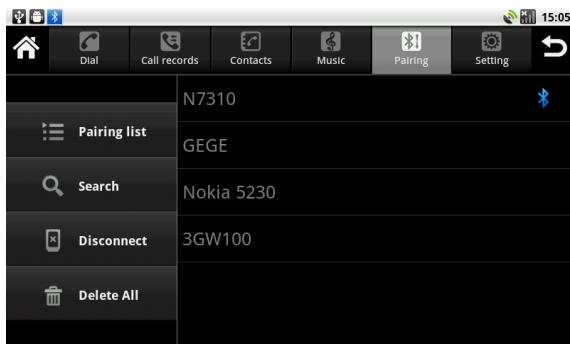 15:05
Dial
Call records
Contacts
Music
Pairing
Setting
Pairing list
Search
Disconnect
Delete All
N7310
GEGE
Nokia 5230
3GW100